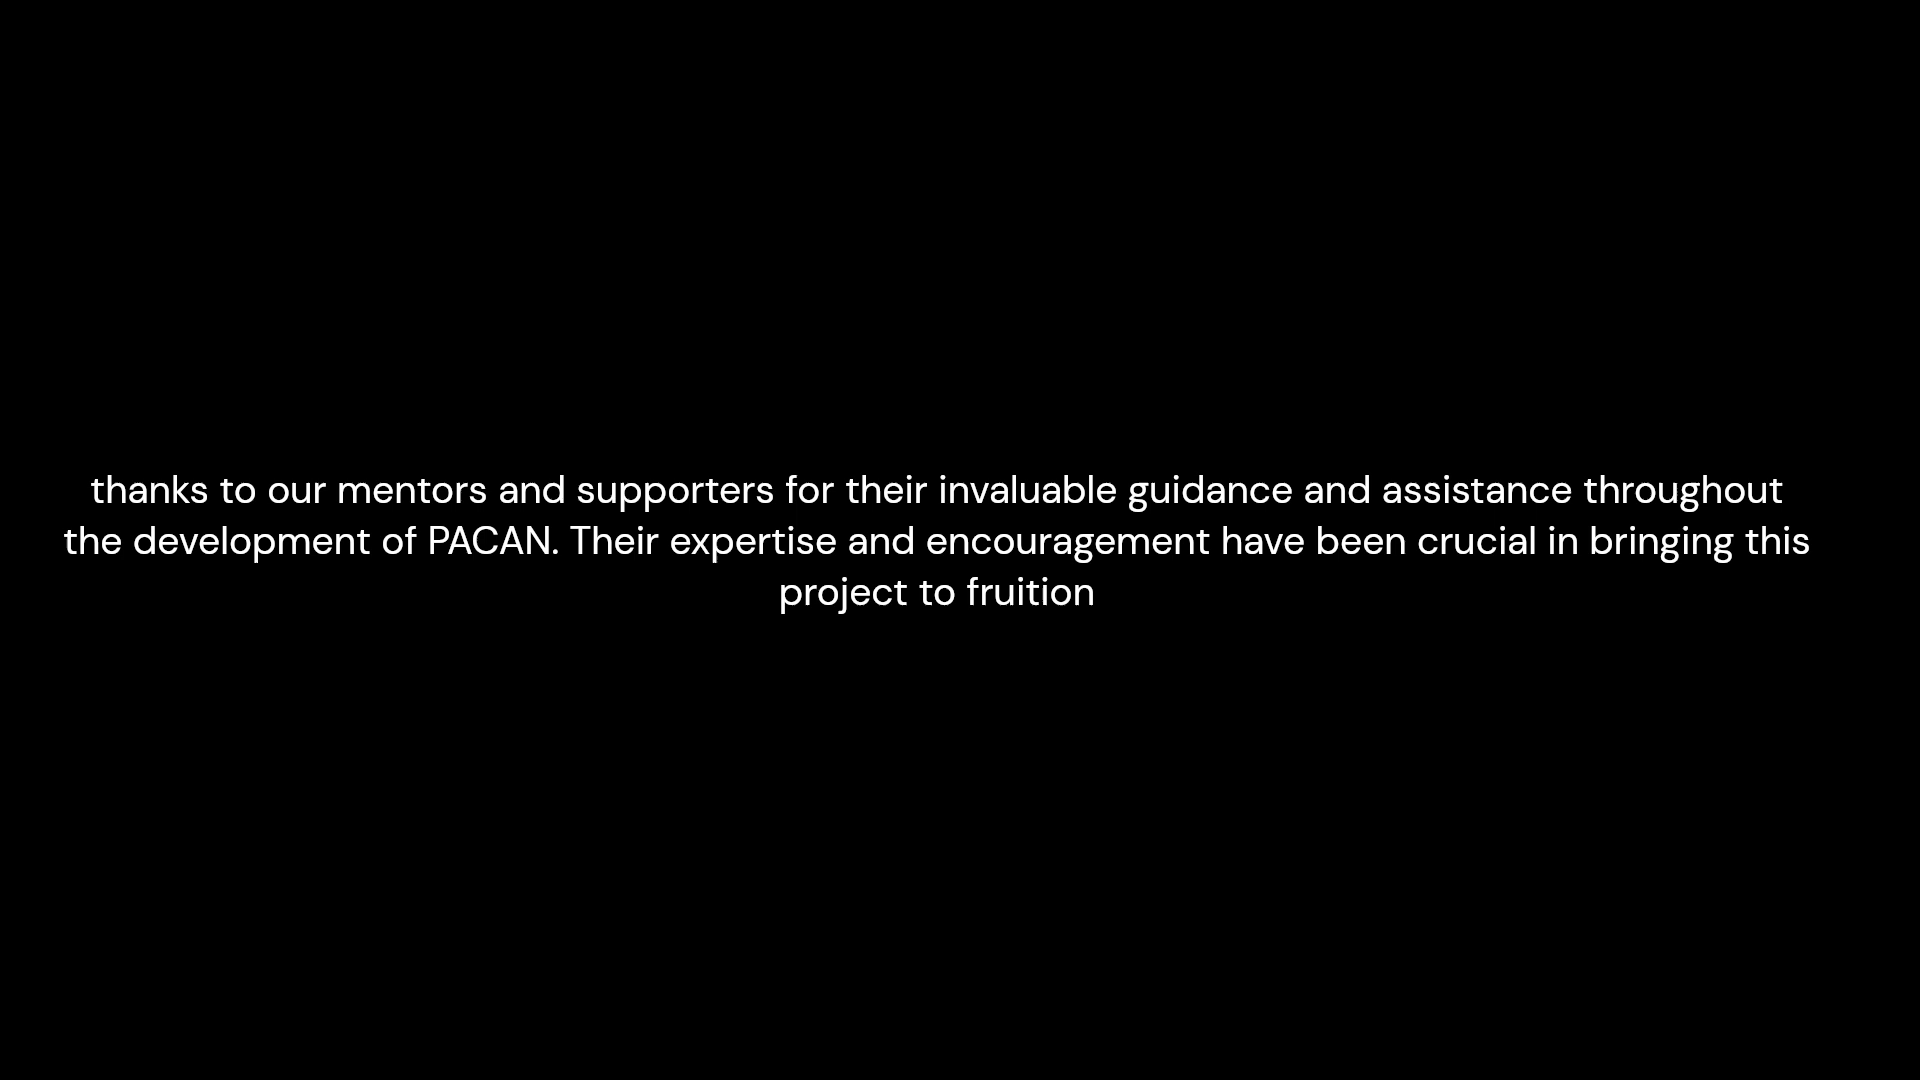 thanks to our mentors and supporters for their invaluable guidance and assistance throughout
the development of PACAN. Their expertise and encouragement have been crucial in bringing this
project to fruition